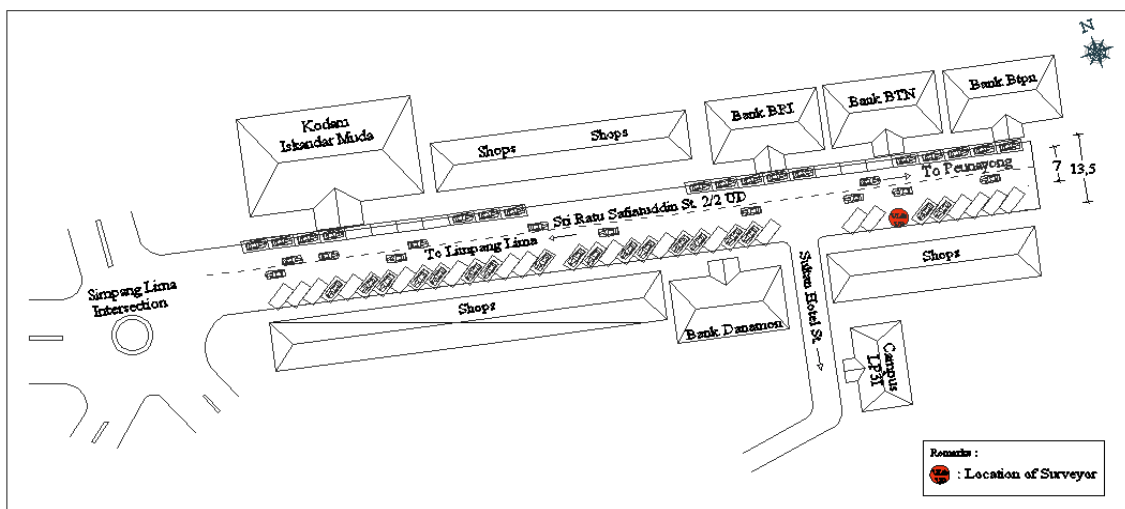 N
Kodam
Iskandar Muda
Shops
Shops
Bank BRI
Bank BTN
Bank Btpn
To Peunayong
7
13,5
Sri Ratu Safiatuddin St. 2/2 UD
To Limpang Lima
Simpang Lima
Intersection
Shops
Bank Danamon
Sultan Hotel St.
Shops
Campus
LP3I
Remarks :
: Location of Surveyor